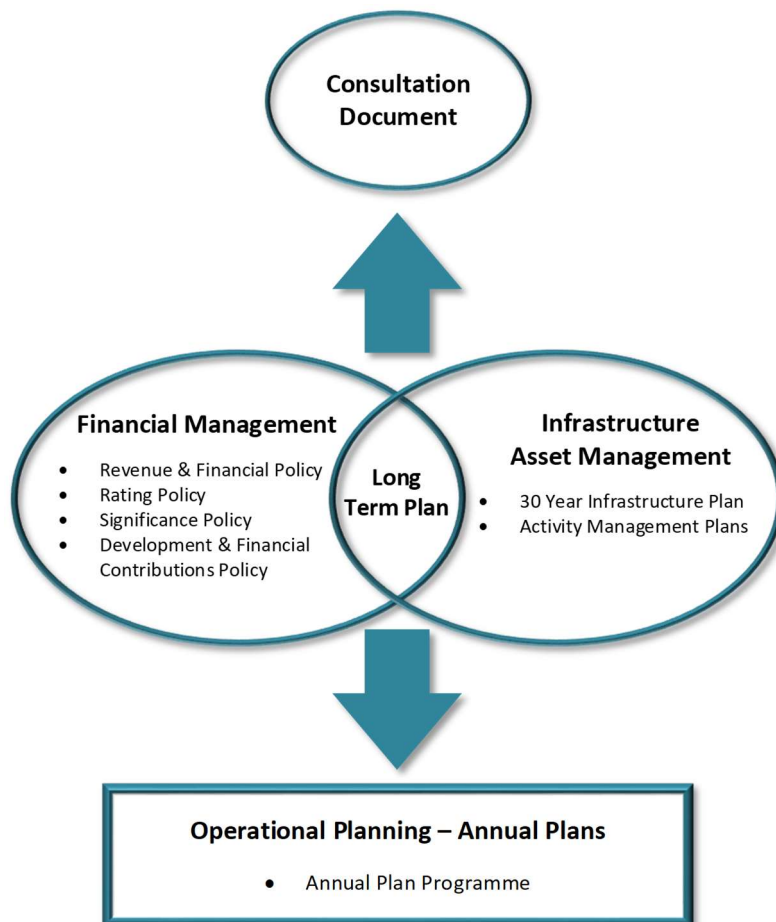 Consultation
Document
Financial Management
• Revenue & Financial Policy
• Rating Policy
• Significance Policy
• Development & Financial
Contributions Policy
Long
Term Plan
Infrastructure
Asset Management
• 30 Year Infrastructure Plan
• Activity Management Plans
Operational Planning – Annual Plans
• Annual Plan Programme